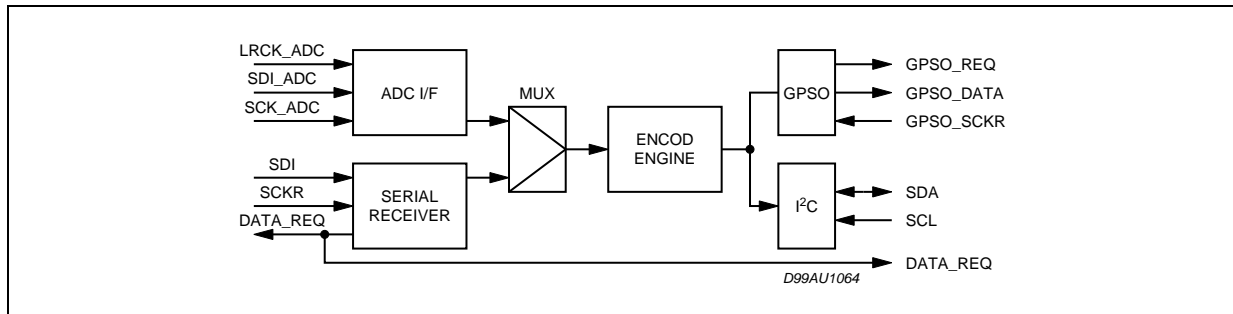 LRCK_ADC
SDI_ADC
SCK_ADC
ADC I/F
MUX
SDI
SCKR
DATA_REQ
SERIAL
RECEIVER
ENCOD
ENGINE
GPSO
GPSO_REQ
GPSO_DATA
GPSO_SCKR
I²C
SDA
SCL
DATA_REQ
D99AU1064